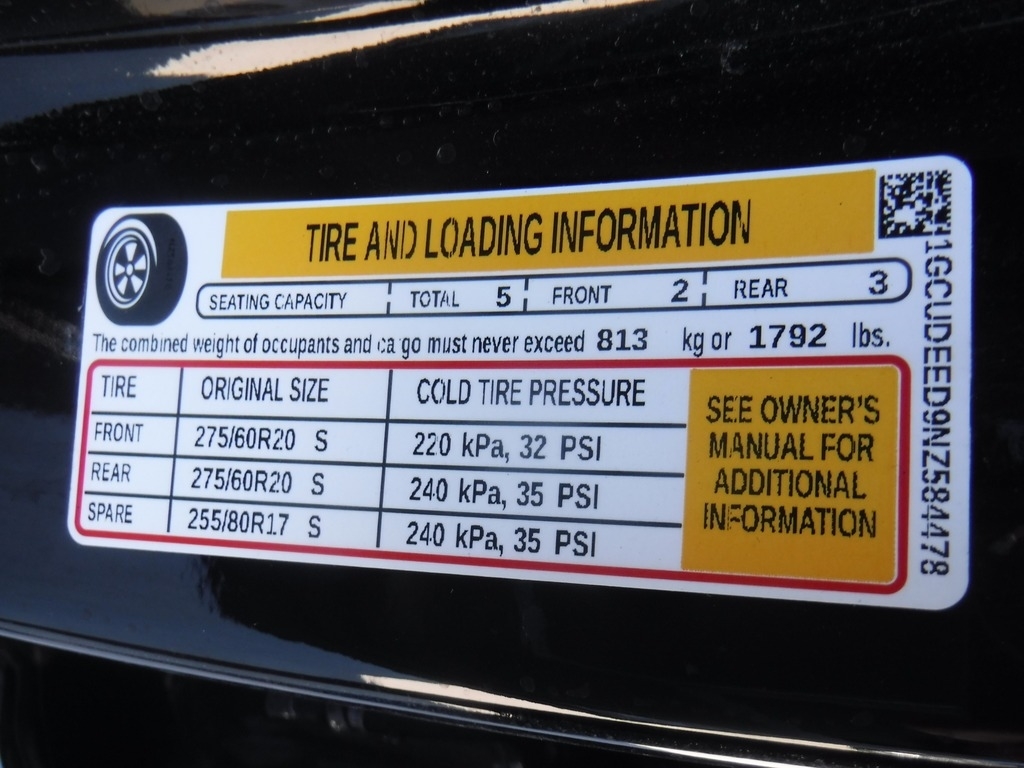 TIRE AND LOADING INFORMATION
SEATING CAPACITY TOTAL 5 FRONT 2 REAR 3
The combined weight of occupants and cargo must never exceed 813 kg or 1792 lbs.
TIRE ORIGINAL SIZE COLD TIRE PRESSURE
FRONT 275/60R20 S 220 kPa, 32 PSI
REAR 275/60R20 S 240 kPa, 35 PSI
SPARE 255/80R17 S 240 kPa, 35 PSI
SEE OWNER'S
MANUAL FOR
ADDITIONAL
INFORMATION
1GCUDEED9NZ584478